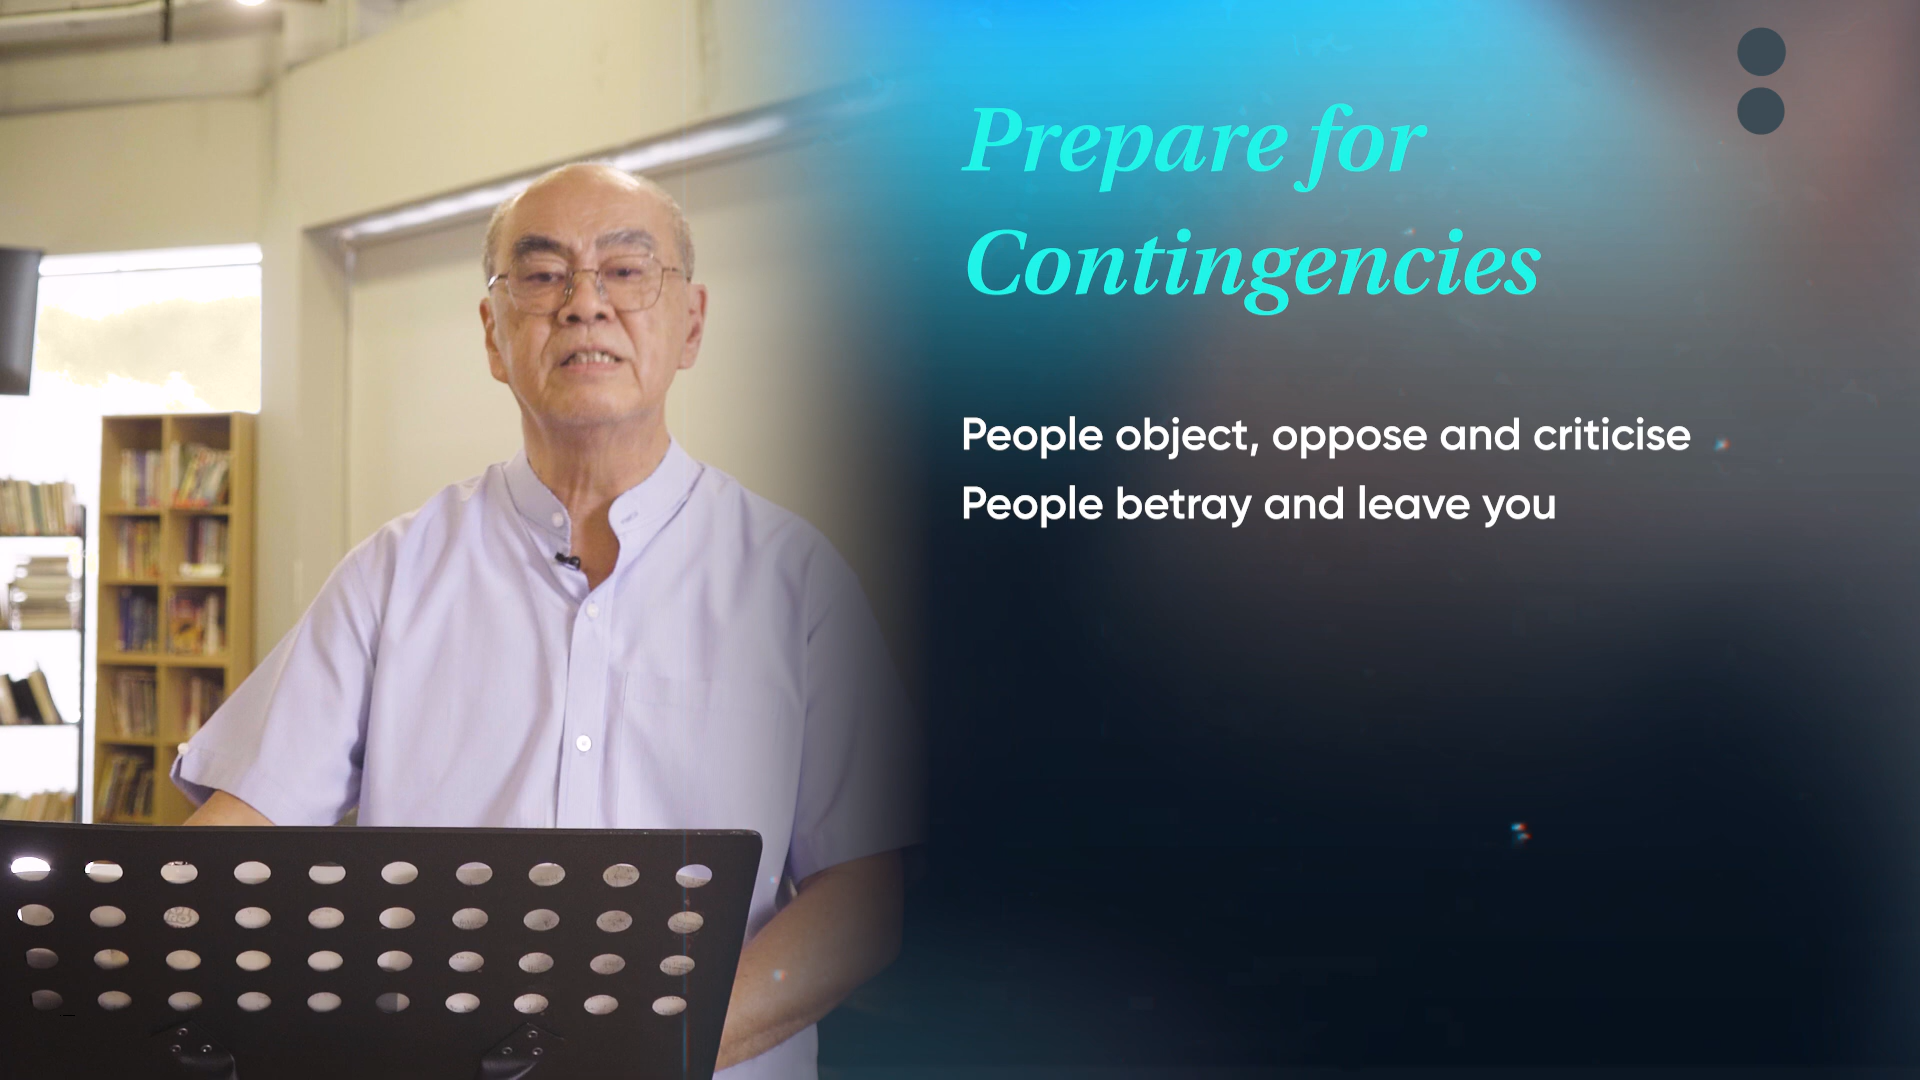 Prepare for
Contingencies
People object, oppose and criticise
People betray and leave you